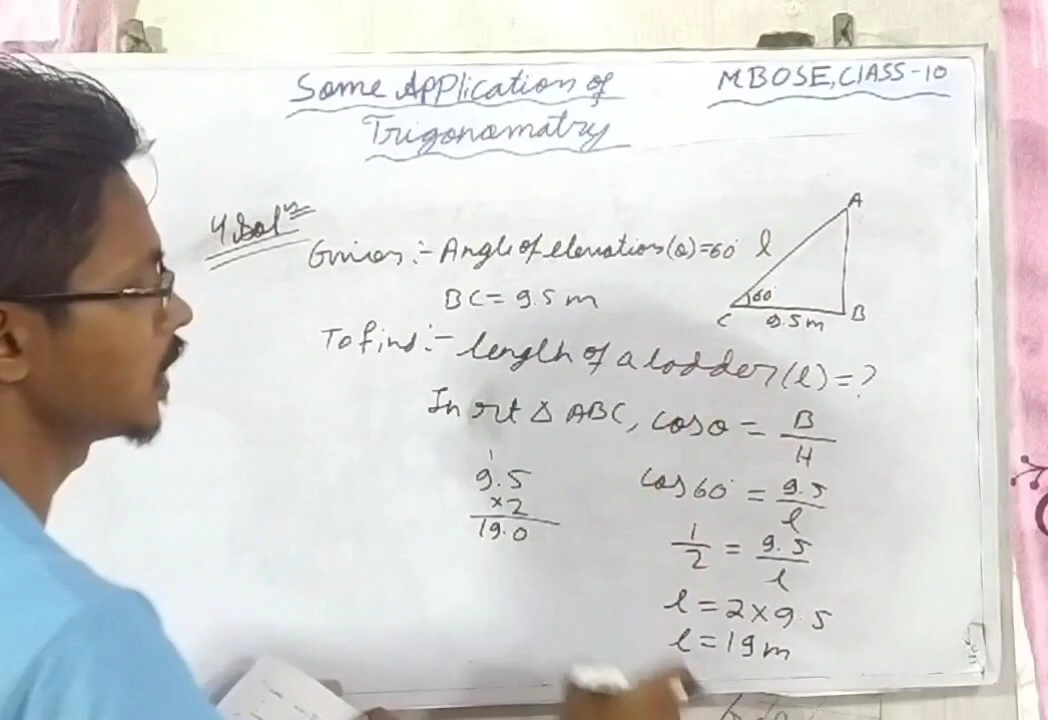 Some Application of
Trigonomatry
MBOSE, ClASS-10
4. Solⁿ
Given :- Angle of elevation (θ) = 60°
BC = 9.5 m
A
l
60°
C
9.5 m
B
To find :- length of a ladder (l) = ?
In rt Δ ABC, cosθ = B/H
cos 60° = 9.5/l
1/2 = 9.5/l
l = 2 × 9.5
l = 19 m
1
9.5
×2
19.0